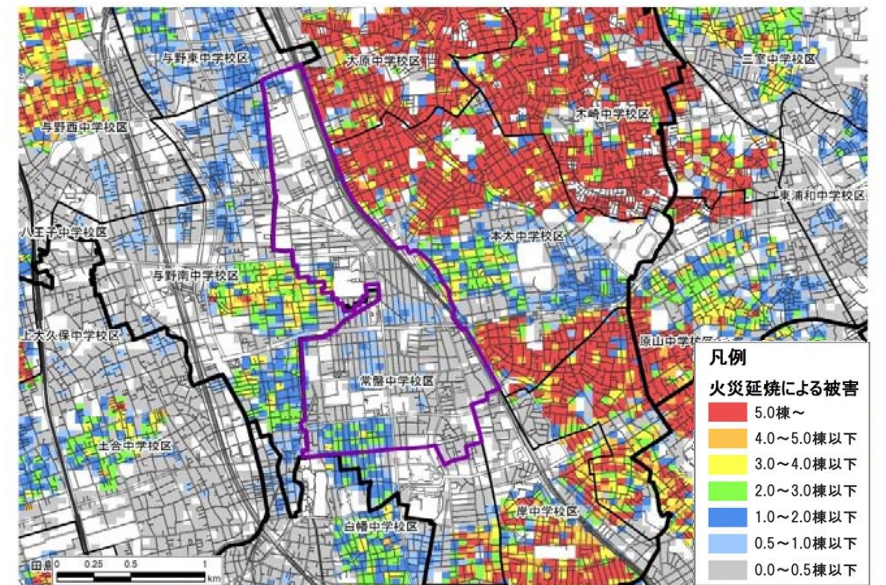 与野東中学校区
大原中学校区
三室中学校区
与野西中学校区
木崎中学校区
東浦和中学校区
八王子中学校区
本太中学校区
与野南中学校区
上大久保中学校区
原山中学校区
常盤中学校区
土合中学校区
白幡中学校区
岸中学校区
田島
0 0.25 0.5 1
km
凡例
火災延焼による被害
5.0棟～
4.0～5.0棟以下
3.0～4.0棟以下
2.0～3.0棟以下
1.0～2.0棟以下
0.5～1.0棟以下
0.0～0.5棟以下